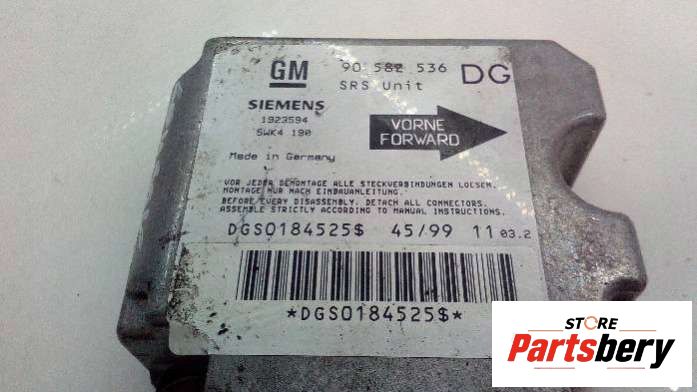 GM 90 582 536 DG
SRS Unit
SIEMENS
1923594
5WK4 190
VORNE
FORWARD
Made in Germany
VOR JEDER DEMONTAGE ALLE STECKVERBINDUNGEN LOESEN.
MONTAGE NUR NACH EINBAUANLEITUNG.
BEFORE EVERY DISASSEMBLY, DETACH ALL CONNECTORS.
ASSEMBLE STRICTLY ACCORDING TO MANUAL INSTRUCTIONS.
DGS0184525$ 45/99 11 03.2
*DGS0184525$*
STORE
Partsbery